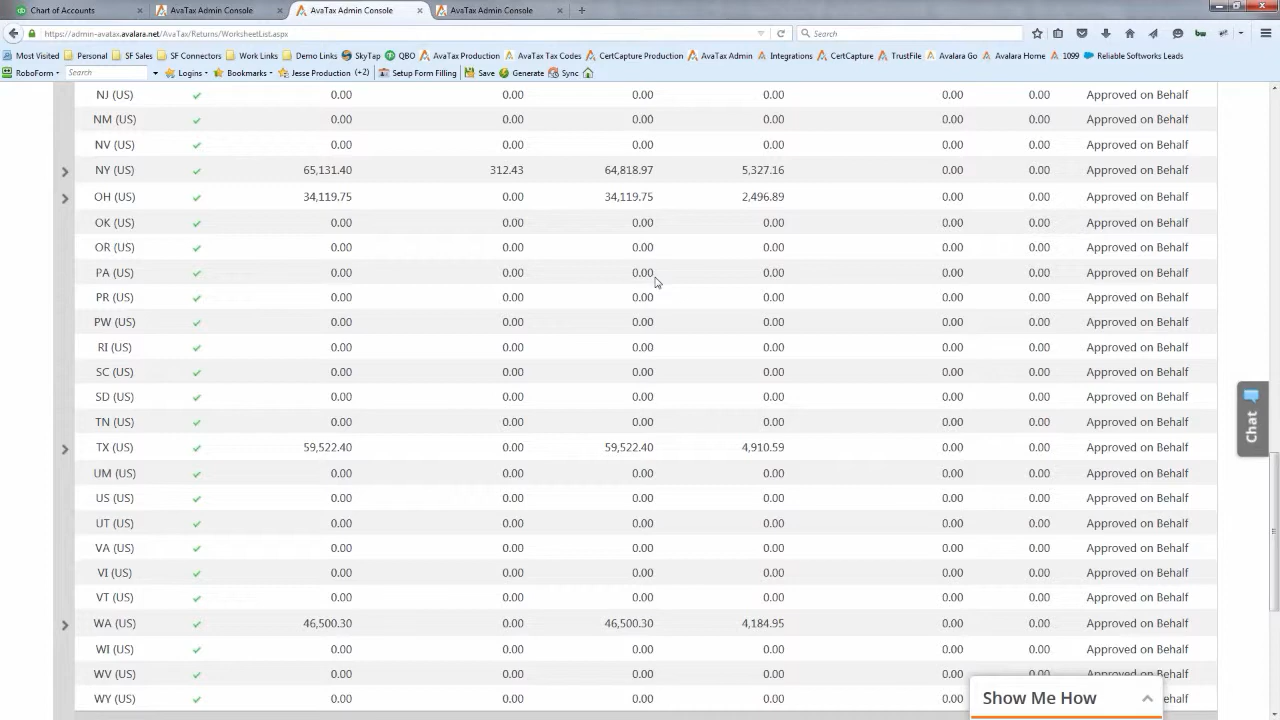 Chart of Accounts × AvaTax Admin Console × AvaTax Admin Console × AvaTax Admin Console × +
https://admin-avatax.avalara.net/AvaTax/Returns/WorksheetList.aspx Search
Most Visited Personal SF Sales SF Connectors Work Links Demo Links SkyTap QBO AvaTax Production AvaTax Tax Codes CertCapture Production AvaTax Admin Integrations CertCapture TrustFile Avalara Go Avalara Home 1099 Reliable Softworks Leads
RoboForm Search Logins Bookmarks Jesse Production (+2) Setup Form Filling Save Generate Sync
NJ (US) 0.00 0.00 0.00 0.00 0.00 0.00 Approved on Behalf
NM (US) 0.00 0.00 0.00 0.00 0.00 0.00 Approved on Behalf
NV (US) 0.00 0.00 0.00 0.00 0.00 0.00 Approved on Behalf
NY (US) 65,131.40 312.43 64,818.97 5,327.16 0.00 0.00 Approved on Behalf
OH (US) 34,119.75 0.00 34,119.75 2,496.89 0.00 0.00 Approved on Behalf
OK (US) 0.00 0.00 0.00 0.00 0.00 0.00 Approved on Behalf
OR (US) 0.00 0.00 0.00 0.00 0.00 0.00 Approved on Behalf
PA (US) 0.00 0.00 0.00 0.00 0.00 0.00 Approved on Behalf
PR (US) 0.00 0.00 0.00 0.00 0.00 0.00 Approved on Behalf
PW (US) 0.00 0.00 0.00 0.00 0.00 0.00 Approved on Behalf
RI (US) 0.00 0.00 0.00 0.00 0.00 0.00 Approved on Behalf
SC (US) 0.00 0.00 0.00 0.00 0.00 0.00 Approved on Behalf
SD (US) 0.00 0.00 0.00 0.00 0.00 0.00 Approved on Behalf
TN (US) 0.00 0.00 0.00 0.00 0.00 0.00 Approved on Behalf
TX (US) 59,522.40 0.00 59,522.40 4,910.59 0.00 0.00 Approved on Behalf
UM (US) 0.00 0.00 0.00 0.00 0.00 0.00 Approved on Behalf
US (US) 0.00 0.00 0.00 0.00 0.00 0.00 Approved on Behalf
UT (US) 0.00 0.00 0.00 0.00 0.00 0.00 Approved on Behalf
VA (US) 0.00 0.00 0.00 0.00 0.00 0.00 Approved on Behalf
VI (US) 0.00 0.00 0.00 0.00 0.00 0.00 Approved on Behalf
VT (US) 0.00 0.00 0.00 0.00 0.00 0.00 Approved on Behalf
WA (US) 46,500.30 0.00 46,500.30 4,184.95 0.00 0.00 Approved on Behalf
WI (US) 0.00 0.00 0.00 0.00 0.00 0.00 Approved on Behalf
WV (US) 0.00 0.00 0.00 0.00 0.00 0.00 Approved on Behalf
WY (US) 0.00 0.00 0.00 0.00 Behalf
Chat
Show Me How